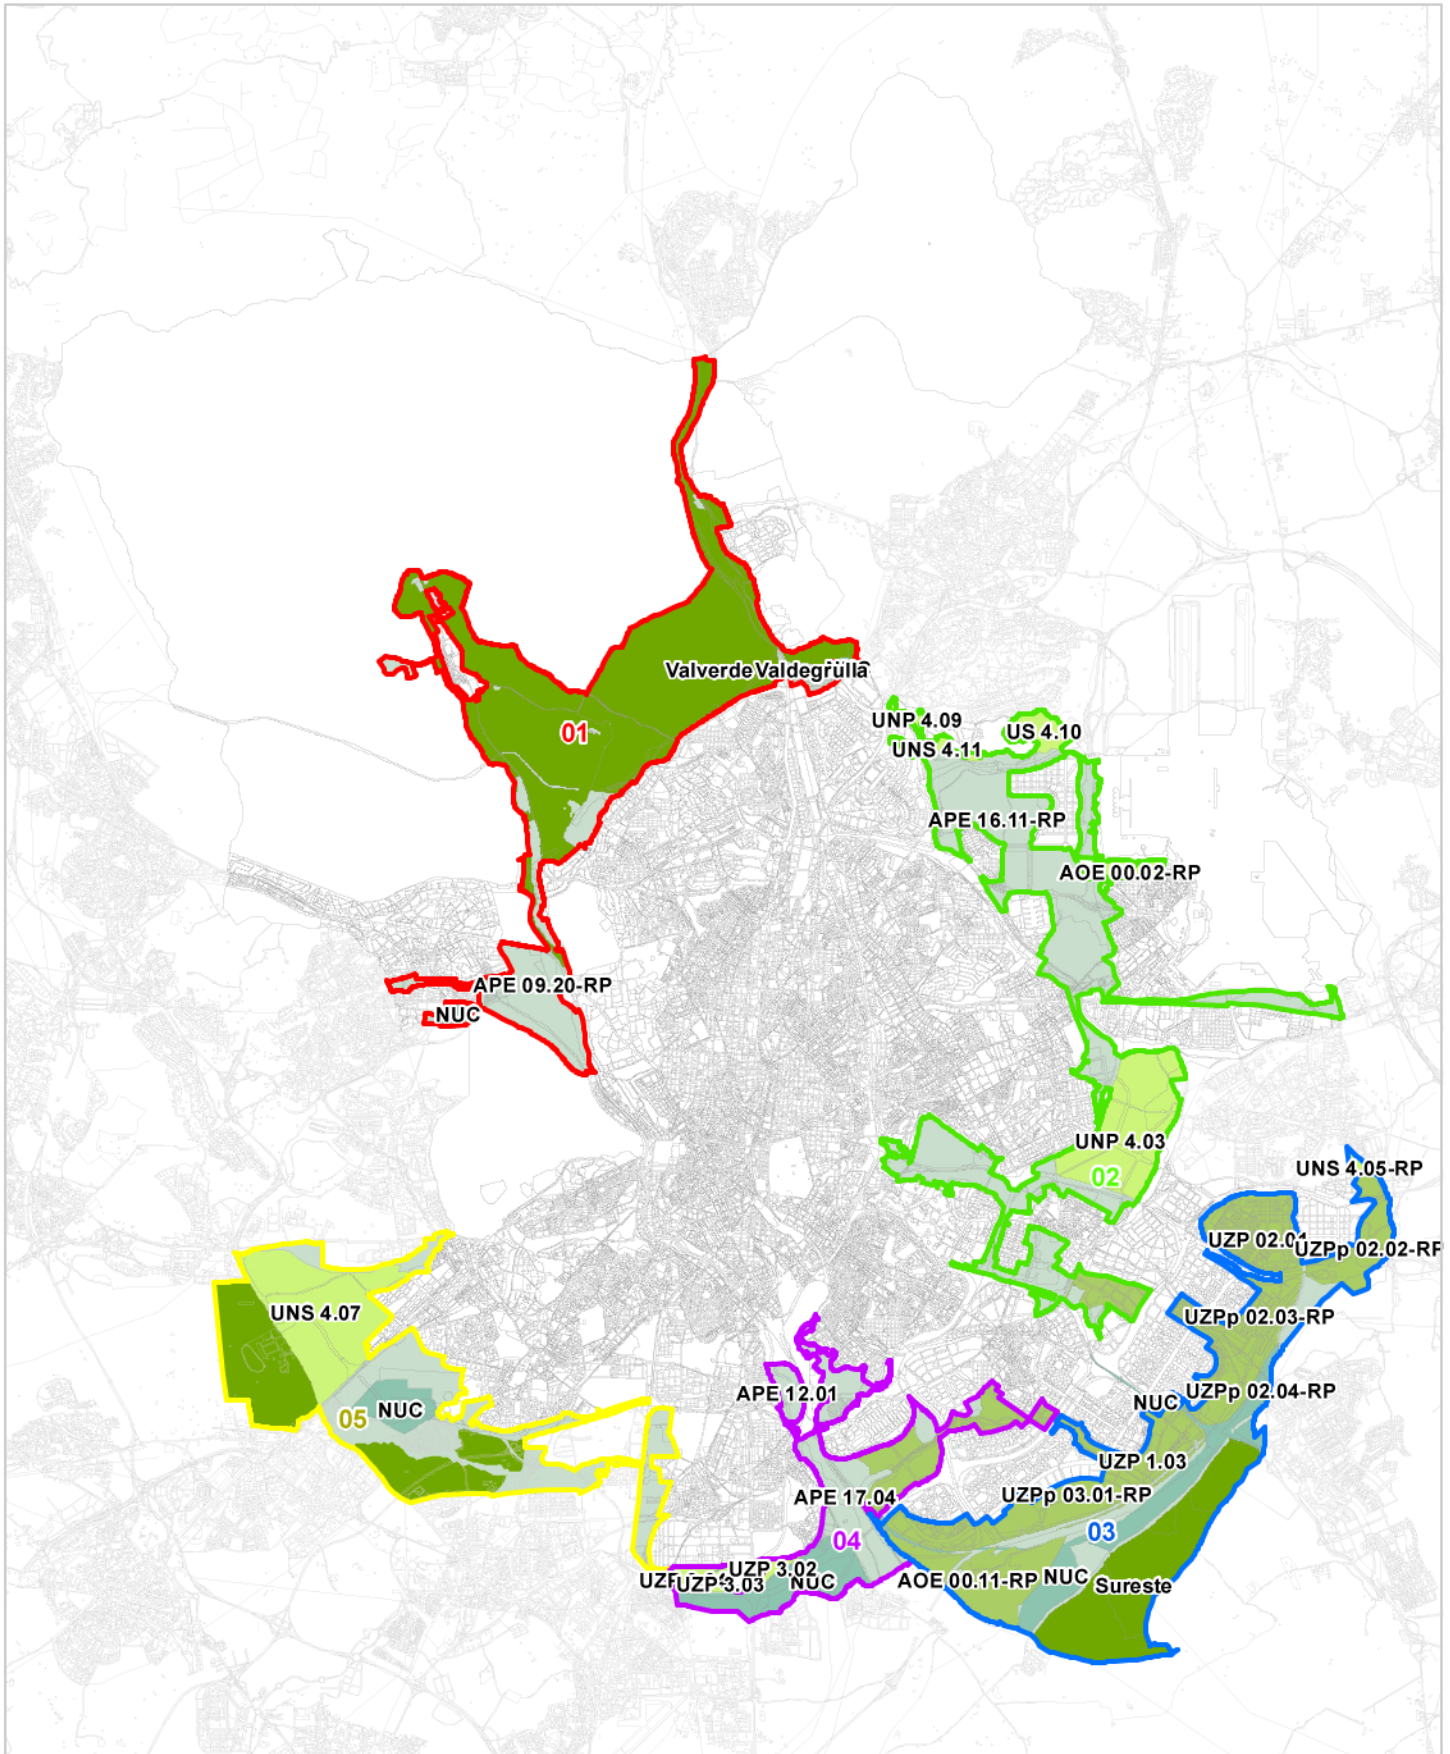 Valverde Valdegrulla
UNP 4.09
US 4.10
01
UNS 4.11
APE 16.11-RP
AOE 00.02-RP
APE 09.20-RP
NUC
UNP 4.03
UNS 4.05-RP
02
UZP 02.01
UZPp 02.02-RP
UNS 4.07
UZPp 02.03-RP
APE 12.01
UZPp 02.04-RP
NUC
05
NUC
UZP 1.03
UZPp 03.01-RP
APE 17.04
03
04
UZP 3.02
UZP 3.03
NUC
AOE 00.11-RP
NUC
Sureste